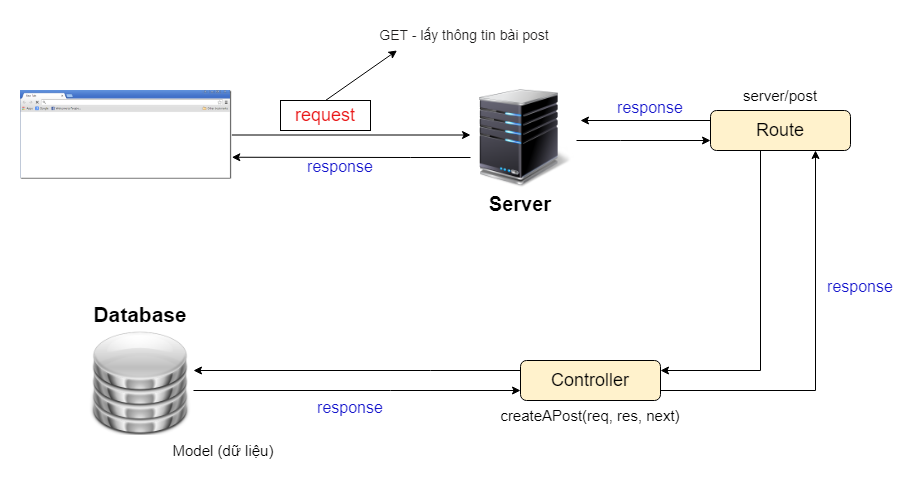 GET - lấy thông tin bài post
request
response
Server
response
server/post
Route
response
Database
response
Model (dữ liệu)
Controller
createAPost(req, res, next)